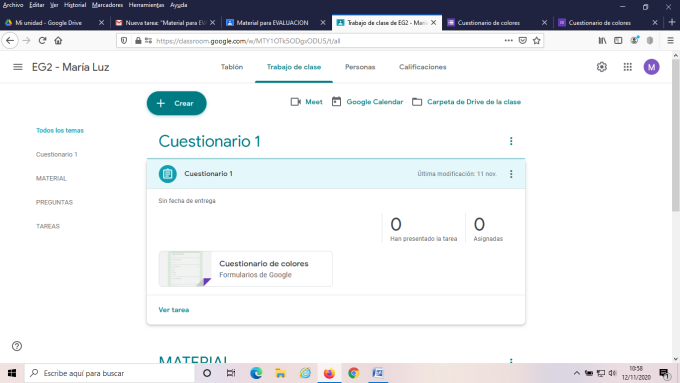 Archivo Editar Ver Historial Marcadores Herramientas Ayuda
Mi unidad - Google Drive
Nueva tarea: "Material para EV
Material para EVALUACION
Trabajo de clase de EG2 - Marí
Cuestionario de colores
Cuestionario de colores
https://classroom.google.com/w/MTY1OTk5ODgxODU5/t/all
EG2 - María Luz
Tablón Trabajo de clase Personas Calificaciones
M
Crear
Meet Google Calendar Carpeta de Drive de la clase
Todos los temas
Cuestionario 1
MATERIAL
PREGUNTAS
TAREAS
Cuestionario 1
Cuestionario 1 Última modificación: 11 nov.
Sin fecha de entrega
0 0
Han presentado la tarea Asignadas
Cuestionario de colores
Formularios de Google
Ver tarea
MATERIAL
Escribe aquí para buscar
10:58
12/11/2020